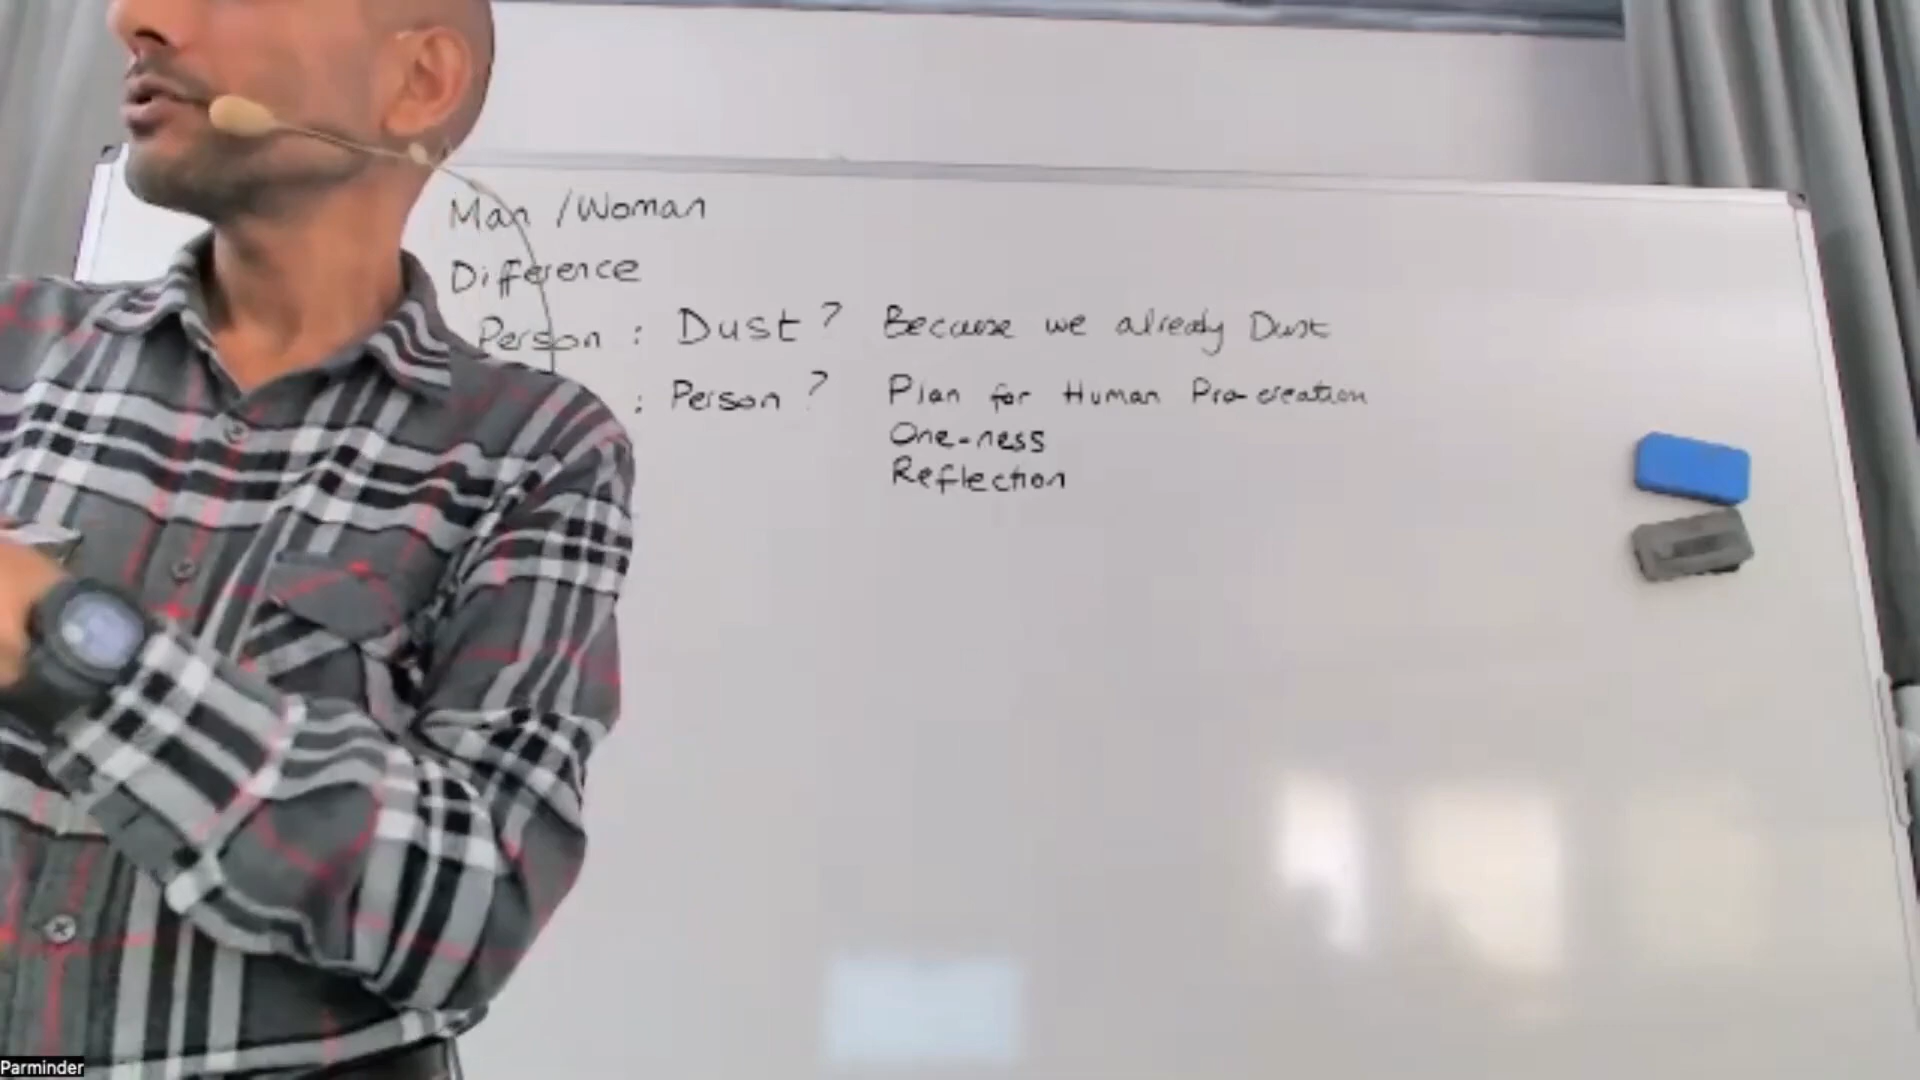 Man / Woman
Difference
Person : Dust ? Because we already Dust
: Person ? Plan for Human Pro-creation
One-ness
Reflection
Parminder